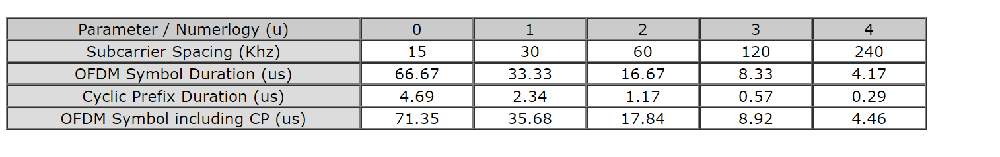 Parameter / Numerlogy (u) 0 1 2 3 4
Subcarrier Spacing (Khz) 15 30 60 120 240
OFDM Symbol Duration (us) 66.67 33.33 16.67 8.33 4.17
Cyclic Prefix Duration (us) 4.69 2.34 1.17 0.57 0.29
OFDM Symbol including CP (us) 71.35 35.68 17.84 8.92 4.46